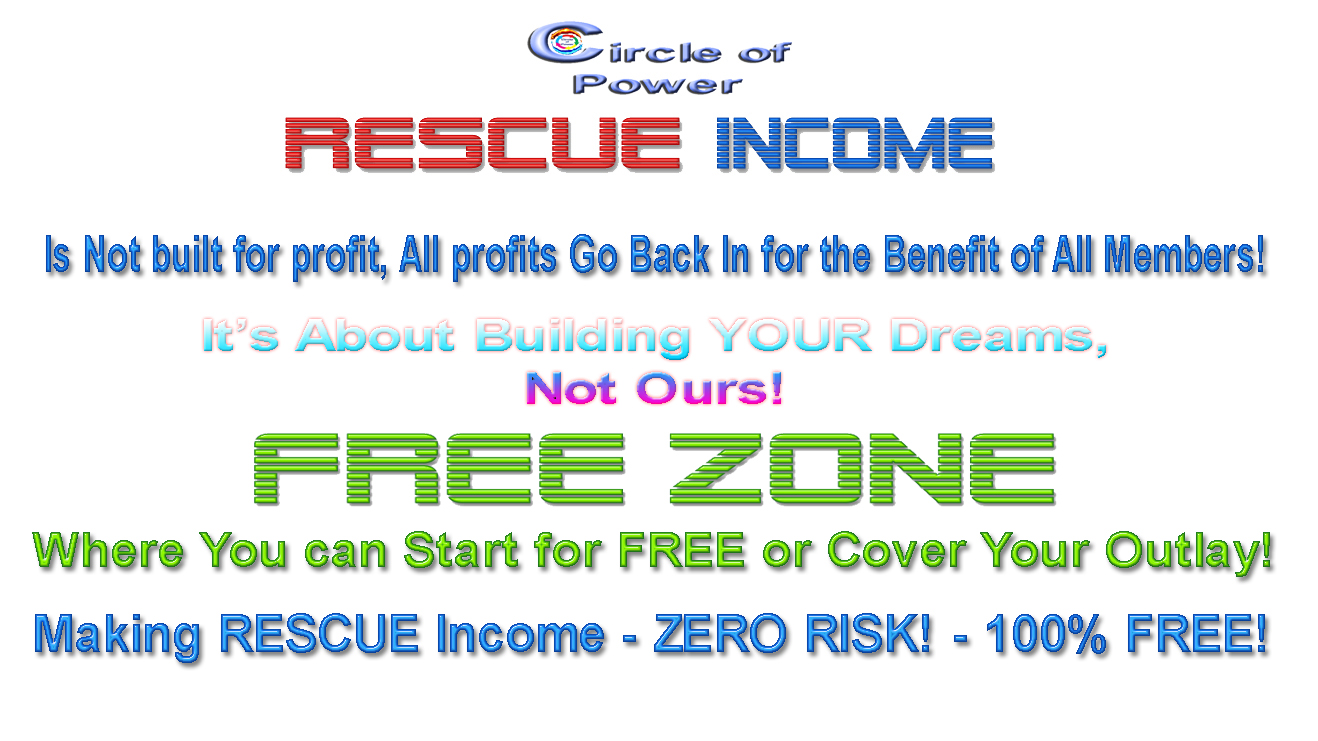 Circle of
Power
RESCUE INCOME
Is Not built for profit, All profits Go Back In for the Benefit of All Members!
It's About Building YOUR Dreams,
Not Ours!
FREE ZONE
Where You can Start for FREE or Cover Your Outlay!
Making RESCUE Income - ZERO RISK! - 100% FREE!